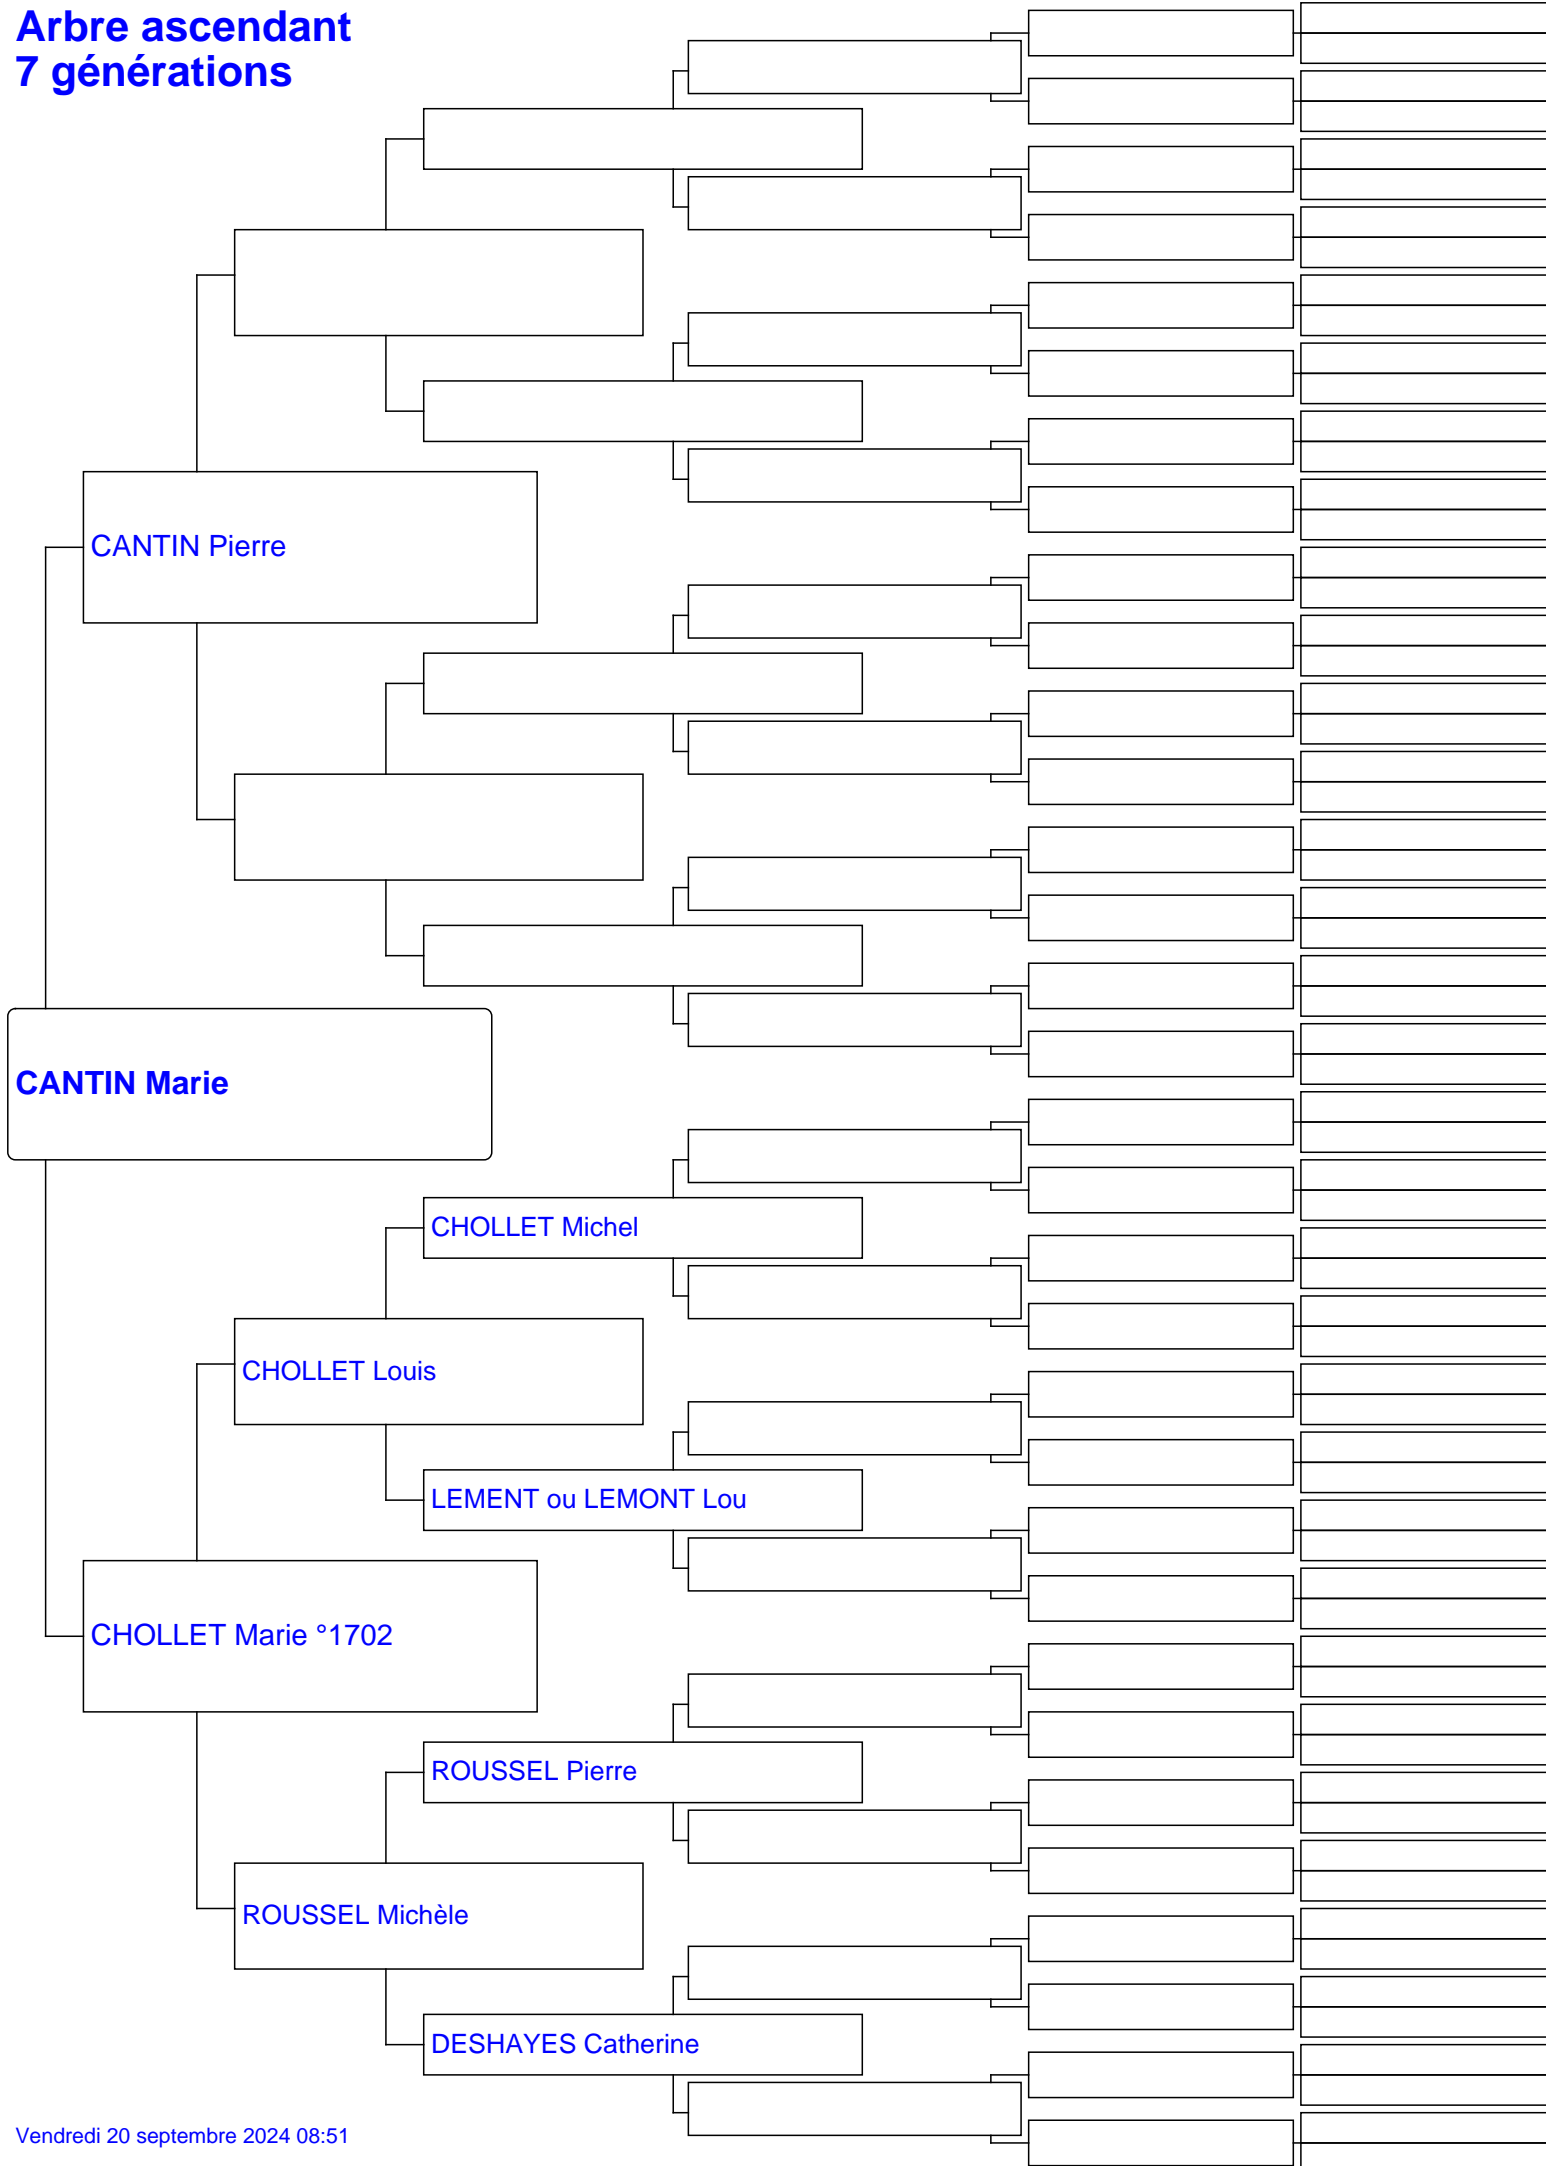 Arbre ascendant
7 générations
CANTIN Pierre
CANTIN Marie
CHOLLET Michel
CHOLLET Louis
LEMENT ou LEMONT Lou
CHOLLET Marie °1702
ROUSSEL Pierre
ROUSSEL Michèle
DESHAYES Catherine
Vendredi 20 septembre 2024 08:51